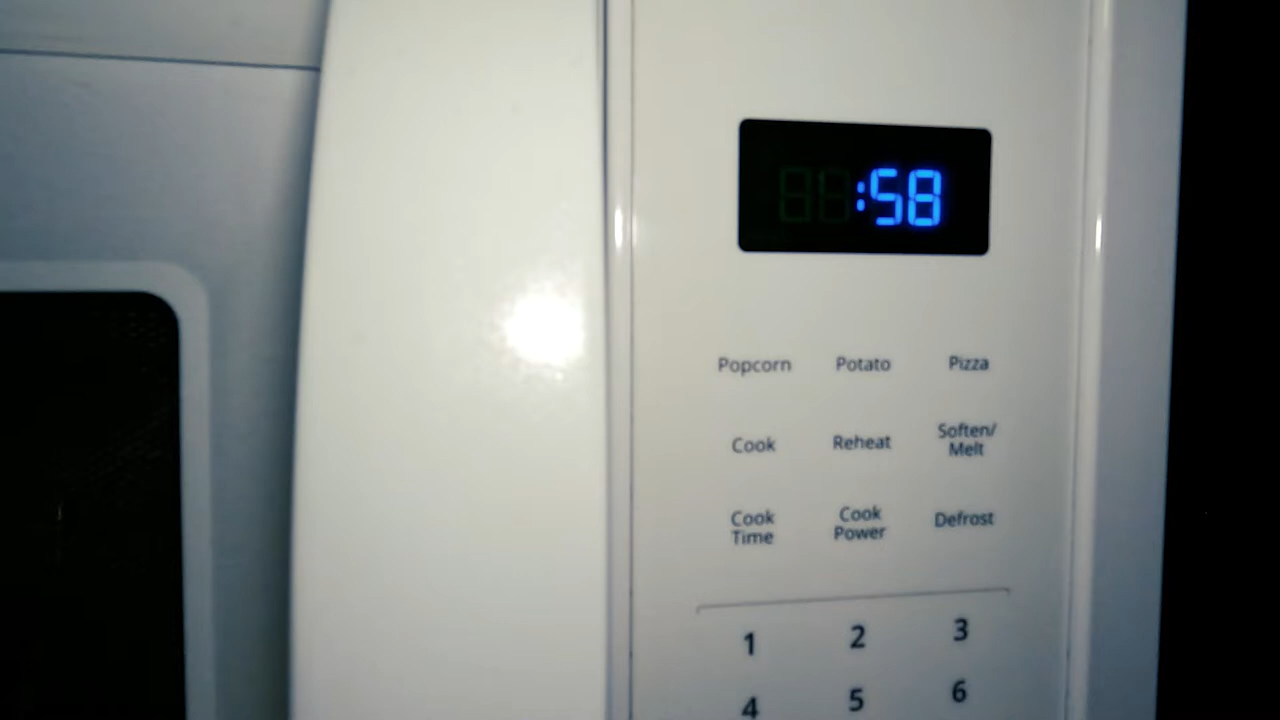 :58
Popcorn Potato Pizza
Cook Reheat Soften/
Melt
Cook Time Cook Power Defrost
1 2 3
4 5 6